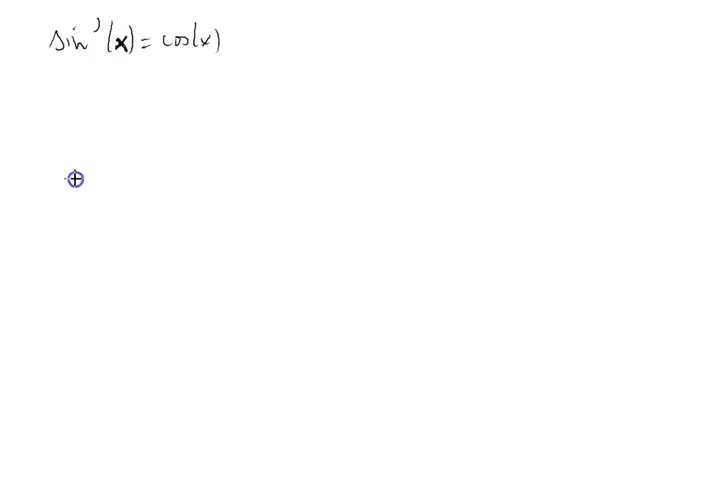 sin'(x) = cos(x)